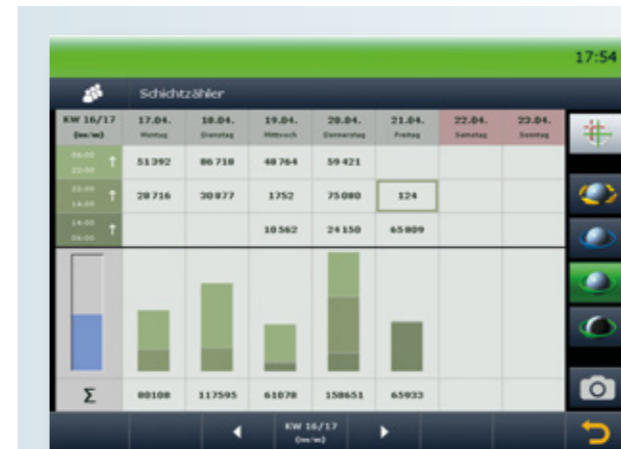 17:54
Schichtzähler
KW 16/17 17.04. 18.04. 19.04. 20.04. 21.04. 22.04. 23.04.
(m/m) Montag Dienstag Mittwoch Donnerstag Freitag Samstag Sonntag
06:00 ↑ 51392 86718 48764 59421
22:00
22:00 ↑ 28716 30877 1752 75080 124
14:00
14:00 ↑ 10562 24150 65809
06:00
Σ 80108 117595 61078 158651 65933
KW 16/17
(m/m)